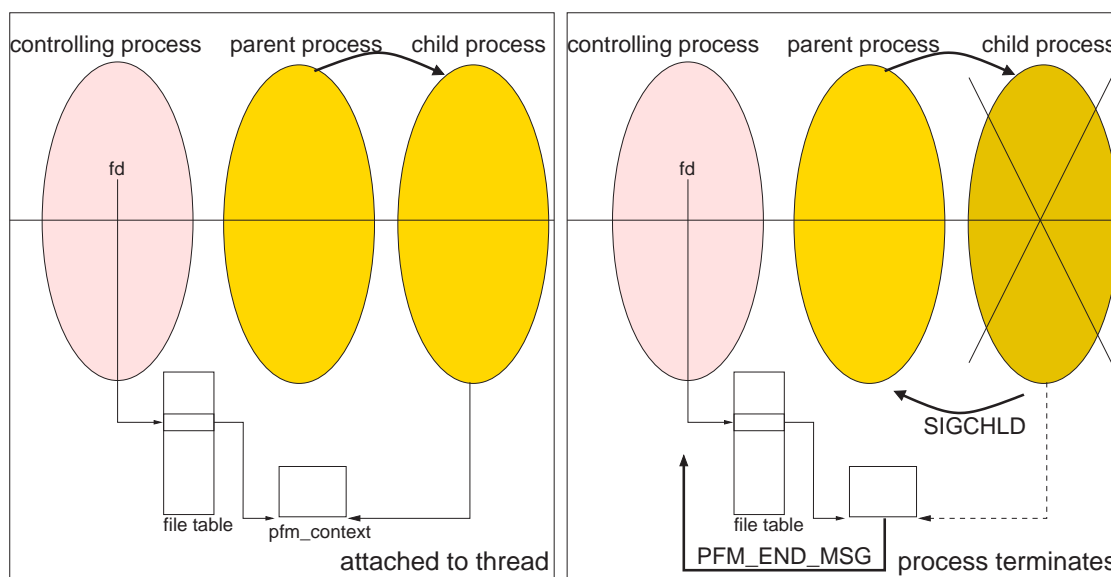 controlling process parent process child process
fd
file table
pfm_context
attached to thread
controlling process parent process child process
fd
SIGCHLD
file table
PFM_END_MSG
process terminates